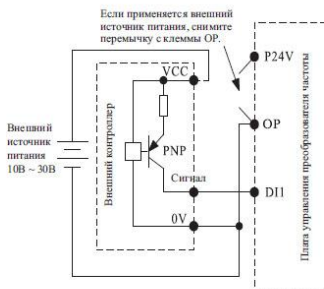 Если применяется внешний
источник питания, снимите
перемычку с клеммы OP.
VCC
P24V
Внешний
источник
питания
10В ~ 30В
Внешний контроллер
PNP
OP
Сигнал
DI1
0V
Плата управления преобразователя частоты